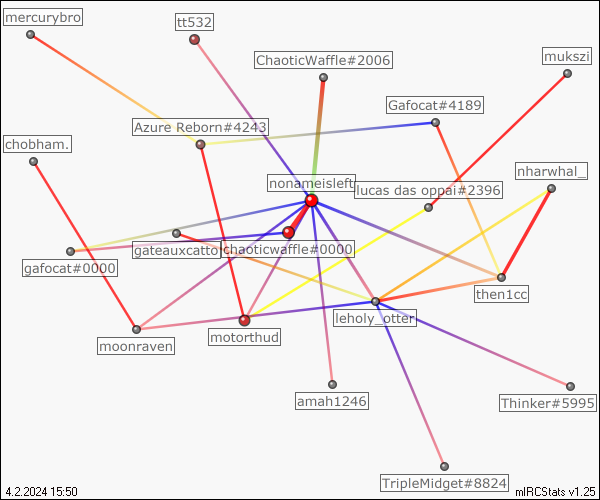 mercurybro
tt532
ChaoticWaffle#2006
mukszi
Gafocat#4189
Azure Reborn#4243
chobham.
nharwhal_
nonameisleft
lucas das oppai#2396
gateauxcatto
chaoticwaffle#0000
gafocat#0000
then1cc
leholy_otter
motorthud
moonraven
amah1246
Thinker#5995
TripleMidget#8824
4.2.2024 15:50
mIRCStats v1.25